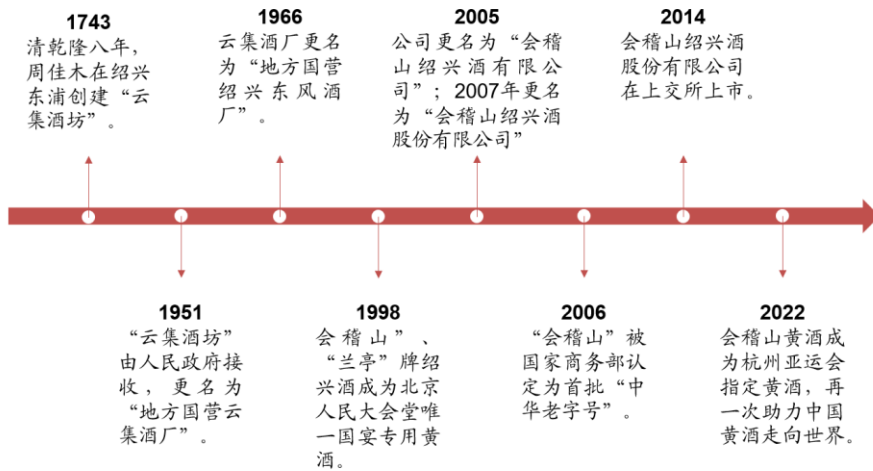 1743
清乾隆八年，
周佳木在绍兴
东浦创建“云
集酒坊”。
1966
云集酒厂更名
为“地方国营
绍兴东风酒
厂”。
2005
公司更名为“会稽
山绍兴酒有限公
司”；2007年更名
为“会稽山绍兴酒
股份有限公司”
2014
会稽山绍兴酒
股份有限公司
在上交所上市。
1951
“云集酒坊”
由人民政府接
收，更名为
“地方国营云
集酒厂”。
1998
会稽山”、
“兰亭”牌绍
兴酒成为北京
人民大会堂唯
一国宴专用黄
酒。
2006
“会稽山”被
国家商务部认
定为首批“中
华老字号”。
2022
会稽山黄酒成
为杭州亚运会
指定黄酒，再
一次助力中国
黄酒走向世界。